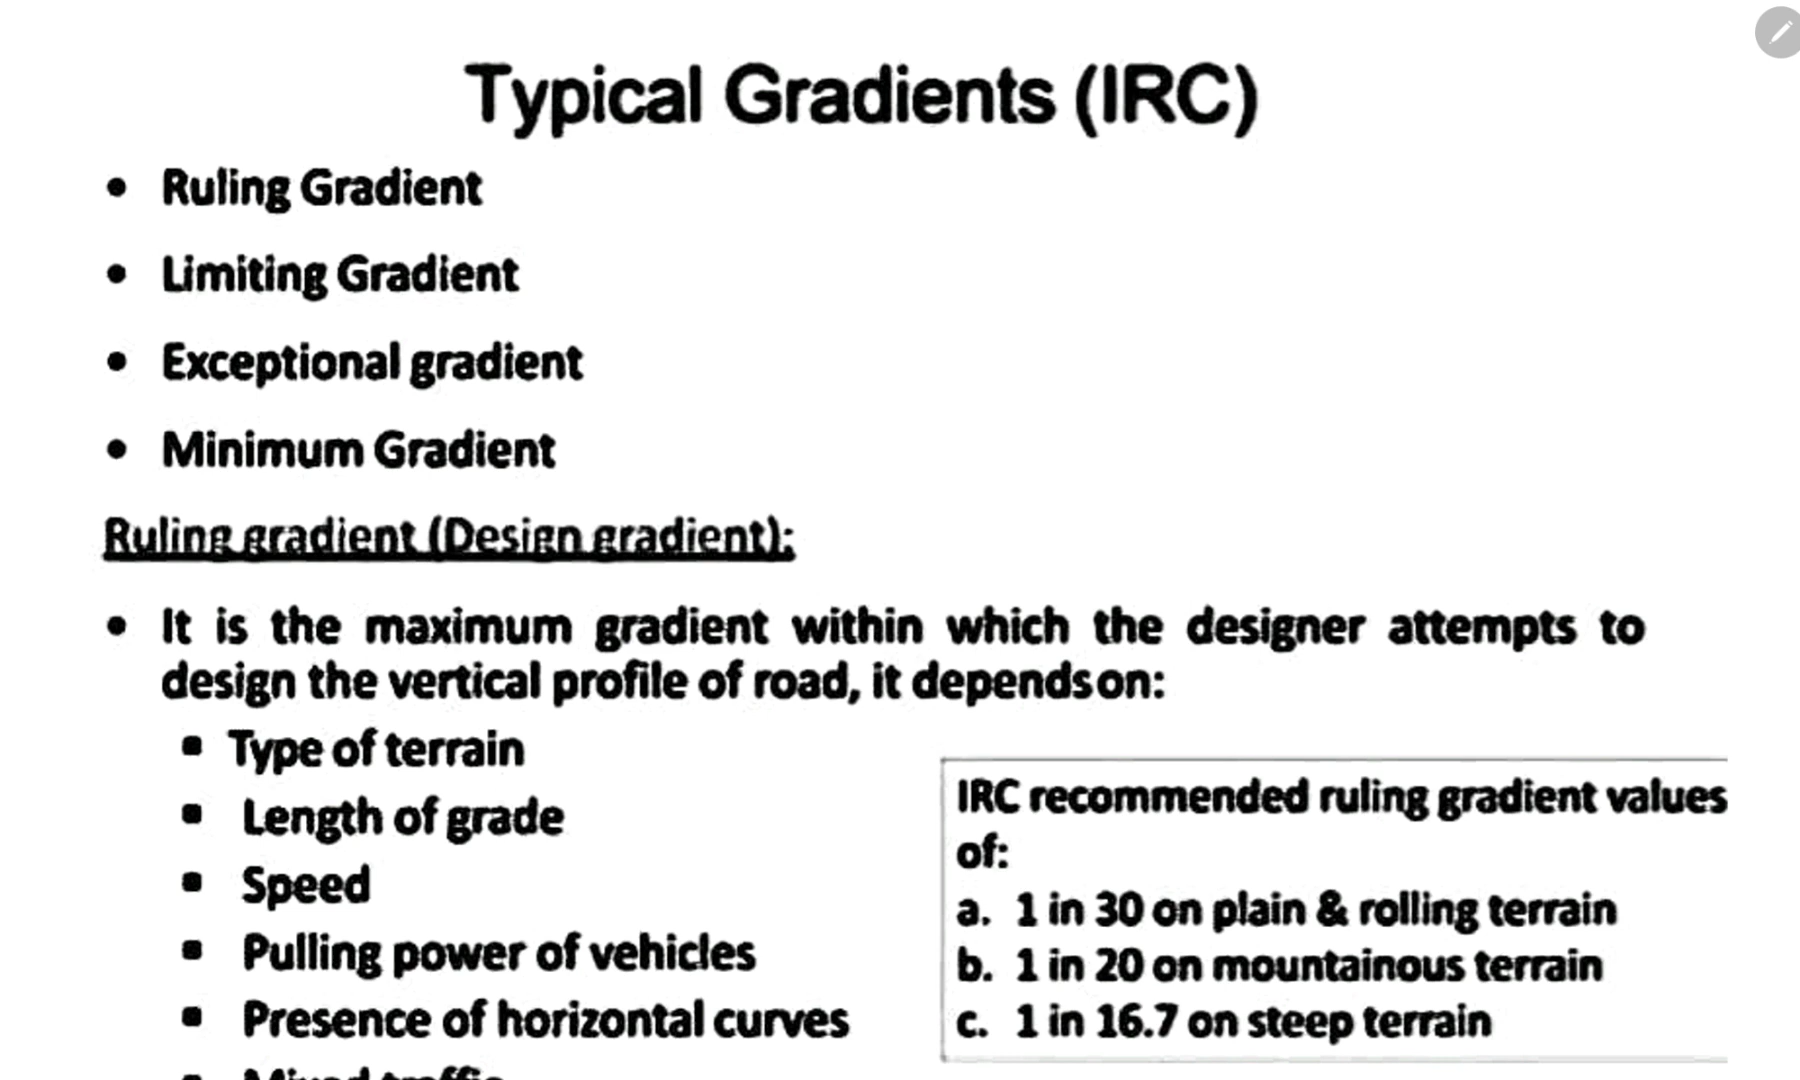 Typical Gradients (IRC)
• Ruling Gradient
• Limiting Gradient
• Exceptional gradient
• Minimum Gradient
Ruling gradient (Design gradient):
• It is the maximum gradient within which the designer attempts to
design the vertical profile of road, it depends on:
▪ Type of terrain
▪ Length of grade
▪ Speed
▪ Pulling power of vehicles
▪ Presence of horizontal curves
▪ Mixed traffic
IRC recommended ruling gradient values
of:
a. 1 in 30 on plain & rolling terrain
b. 1 in 20 on mountainous terrain
c. 1 in 16.7 on steep terrain